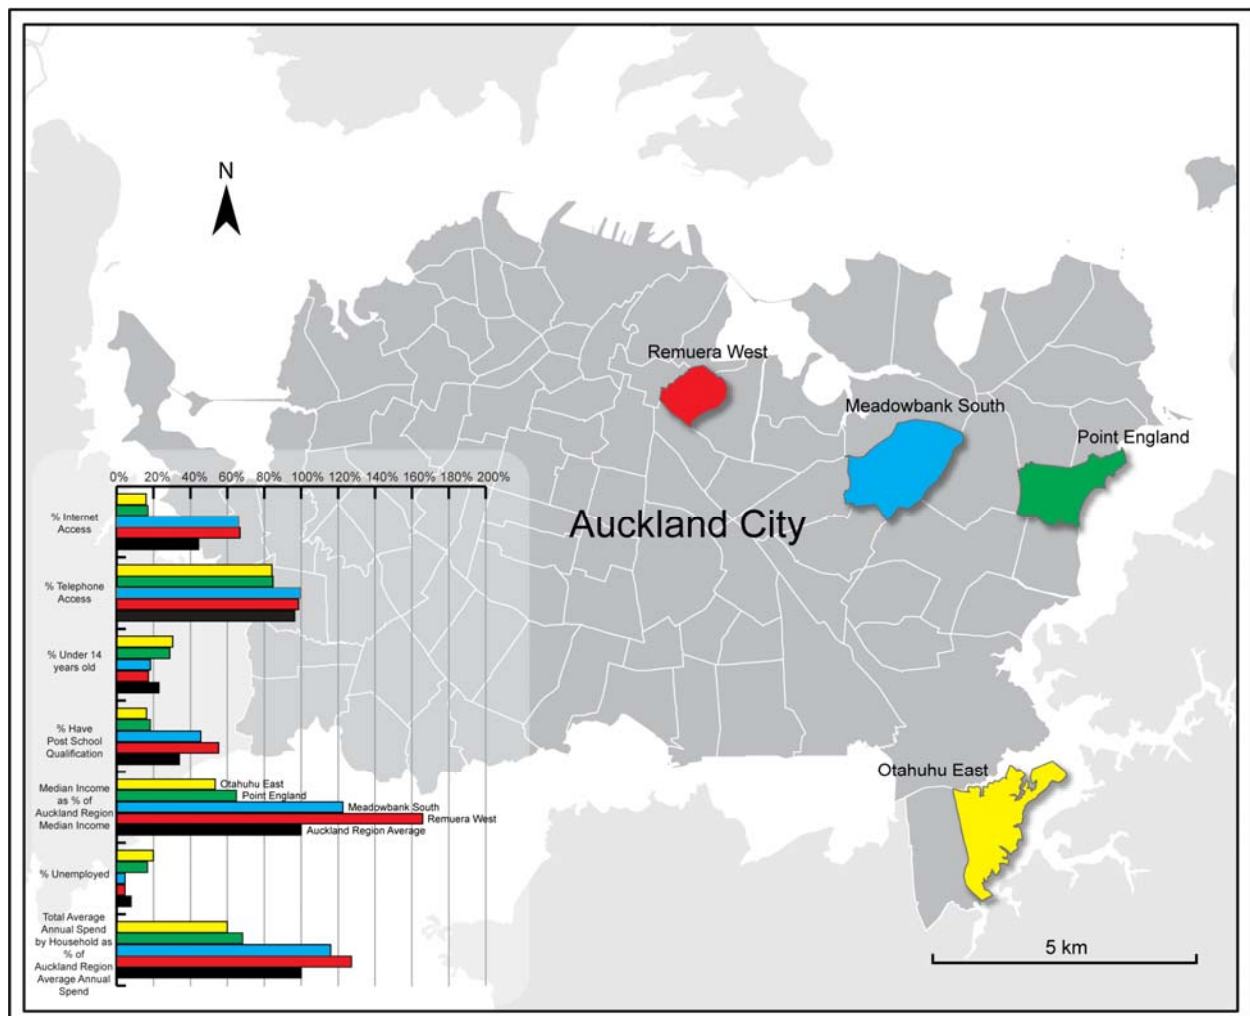 N
Remuera West
Meadowbank South
Point England
Auckland City
Otahuhu East
5 km
0% 20% 40% 60% 80% 100% 120% 140% 160% 180% 200%
% Internet
Access
% Telephone
Access
% Under 14
years old
% Have
Post School
Qualification
Median Income
as % of
Auckland Region
Median Income
Otahuhu East
Point England
Meadowbank South
Remuera West
Auckland Region Average
% Unemployed
Total Average
Annual Spend
by Household as
% of
Auckland Region
Average Annual
Spend